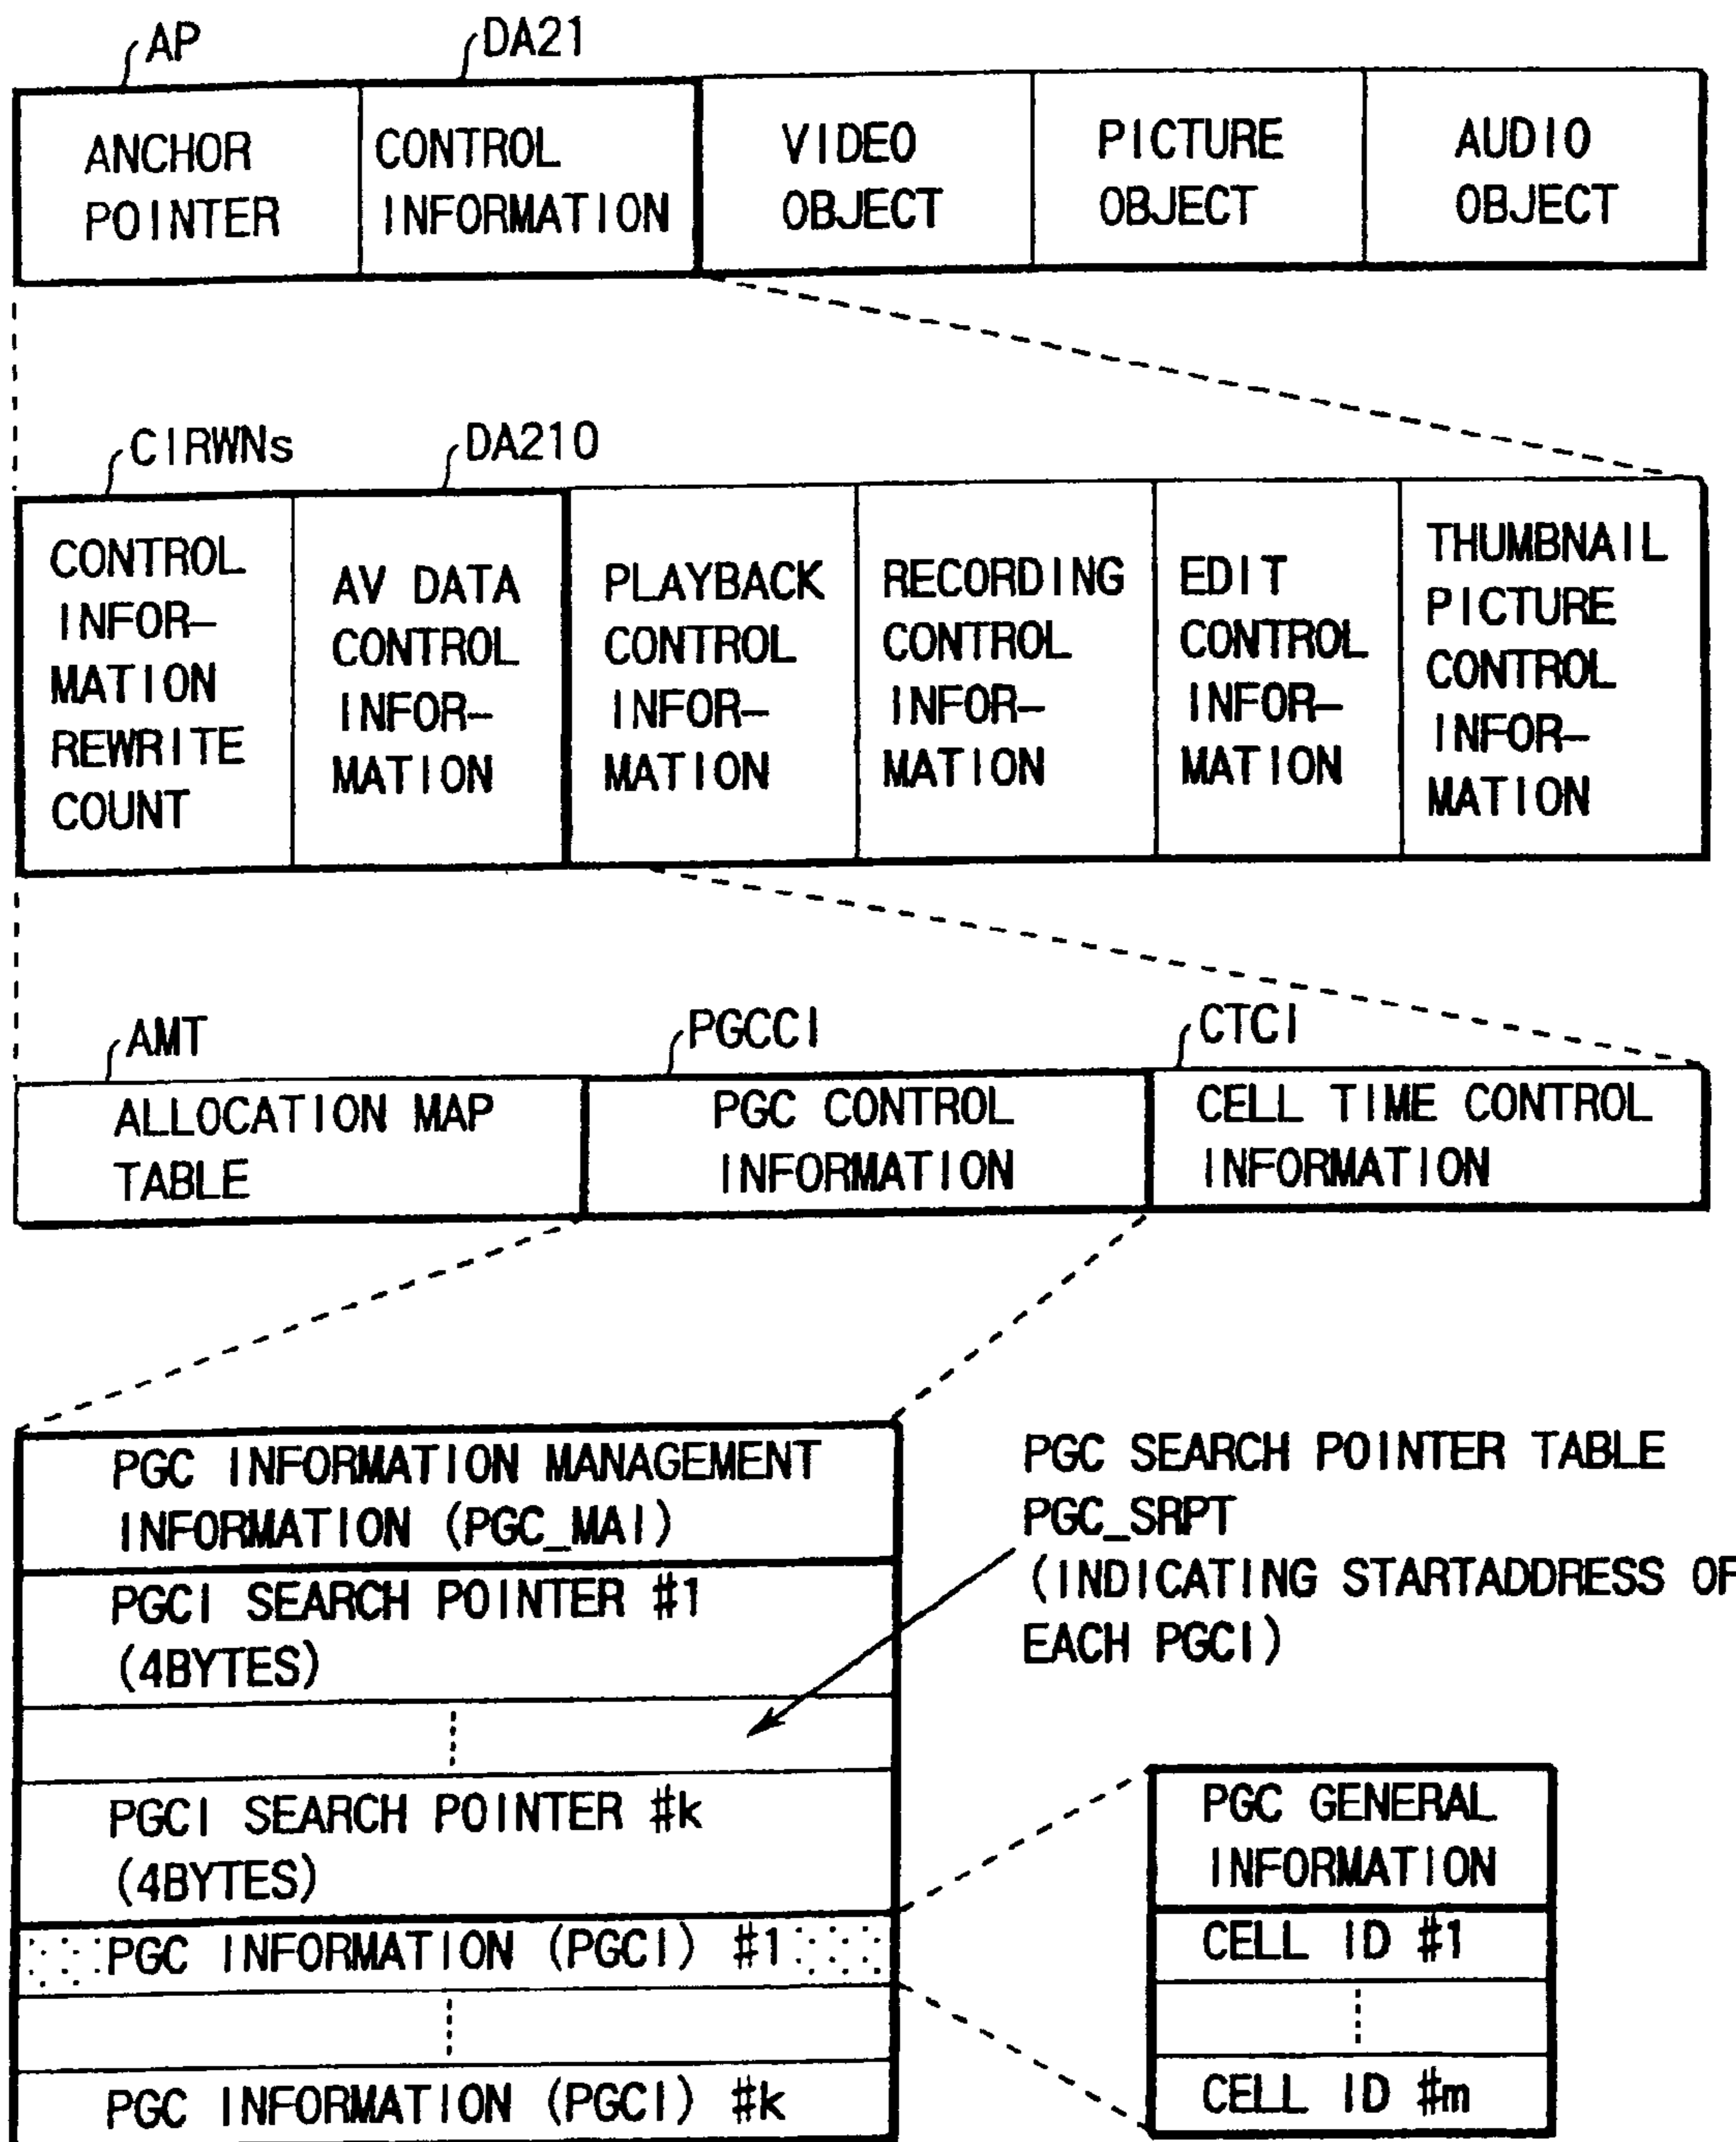 AP
DA21
ANCHOR
POINTER
CONTROL
INFORMATION
VIDEO
OBJECT
PICTURE
OBJECT
AUDIO
OBJECT
CIRWNs
DA210
CONTROL
INFOR-
MATION
REWRITE
COUNT
AV DATA
CONTROL
INFOR-
MATION
PLAYBACK
CONTROL
INFOR-
MATION
RECORDING
CONTROL
INFOR-
MATION
EDIT
CONTROL
INFOR-
MATION
THUMBNAIL
PICTURE
CONTROL
INFOR-
MATION
AMT
PGCCI
CTCI
ALLOCATION MAP
TABLE
PGC CONTROL
INFORMATION
CELL TIME CONTROL
INFORMATION
PGC INFORMATION MANAGEMENT
INFORMATION (PGC_MAI)
PGCI SEARCH POINTER #1
(4BYTES)
PGCI SEARCH POINTER #k
(4BYTES)
PGC INFORMATION (PGCI) #1
PGC INFORMATION (PGCI) #k
PGC SEARCH POINTER TABLE
PGC_SRPT
(INDICATING STARTADDRESS OF
EACH PGCI)
PGC GENERAL
INFORMATION
CELL ID #1
CELL ID #m